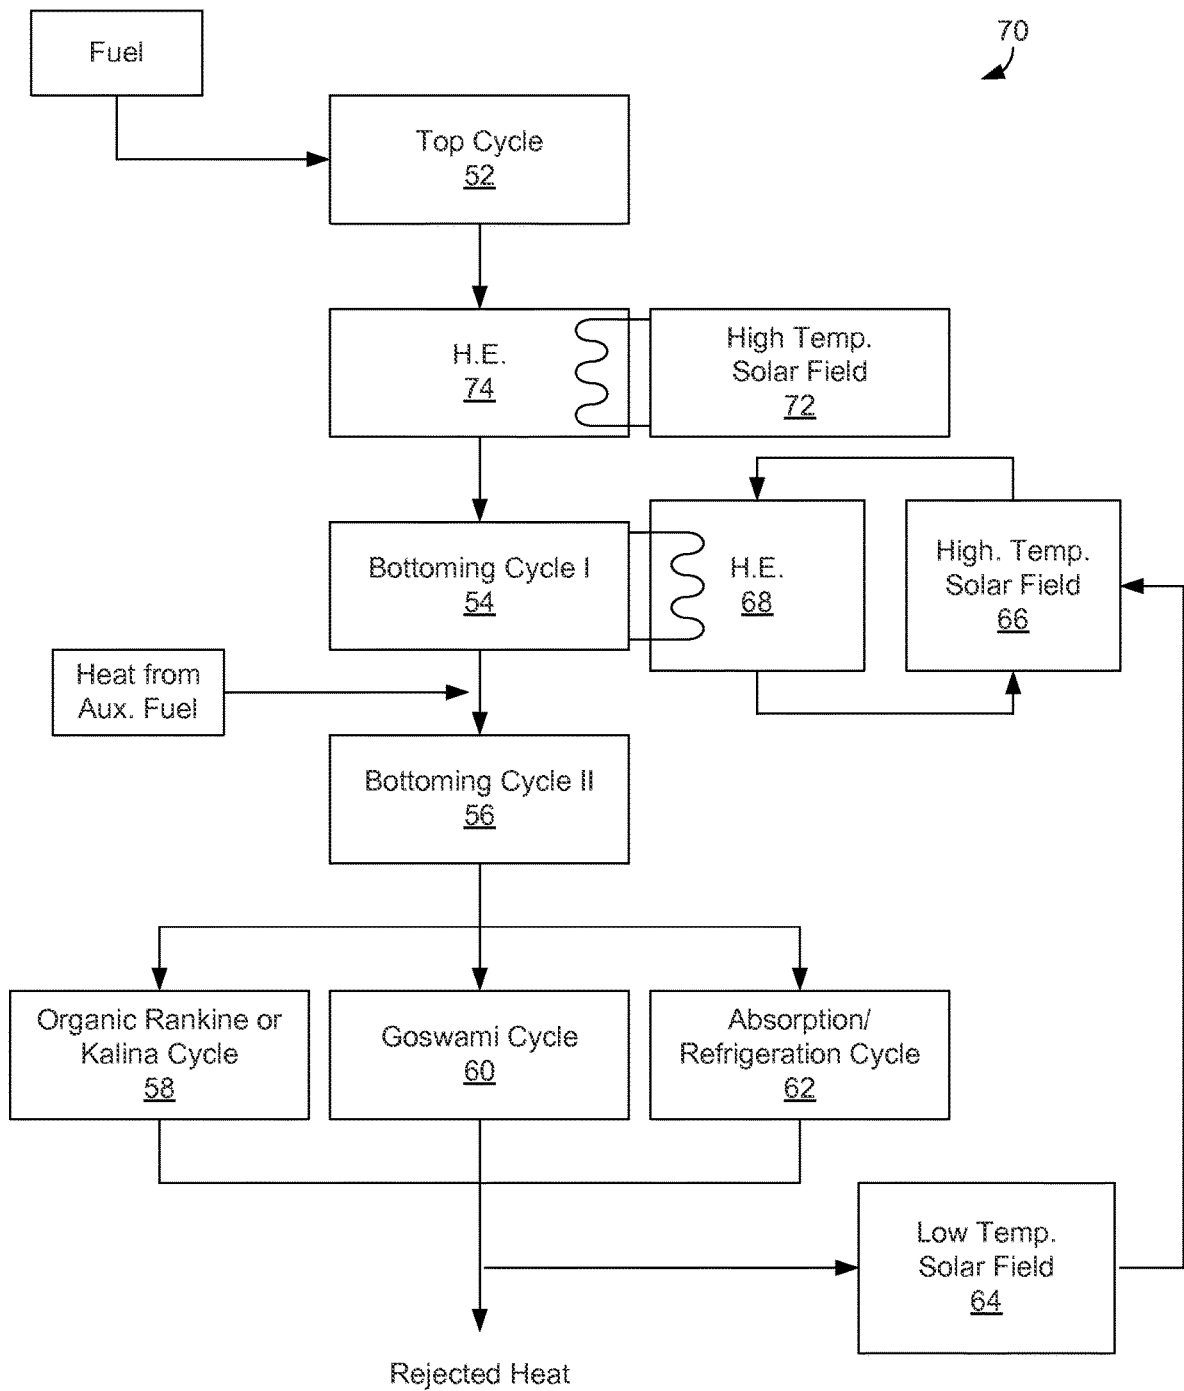 Fuel
70
Top Cycle
52
H.E.
74
High Temp.
Solar Field
72
Bottoming Cycle I
54
H.E.
68
High. Temp.
Solar Field
66
Heat from
Aux. Fuel
Bottoming Cycle II
56
Organic Rankine or
Kalina Cycle
58
Goswami Cycle
60
Absorption/
Refrigeration Cycle
62
Low Temp.
Solar Field
64
Rejected Heat